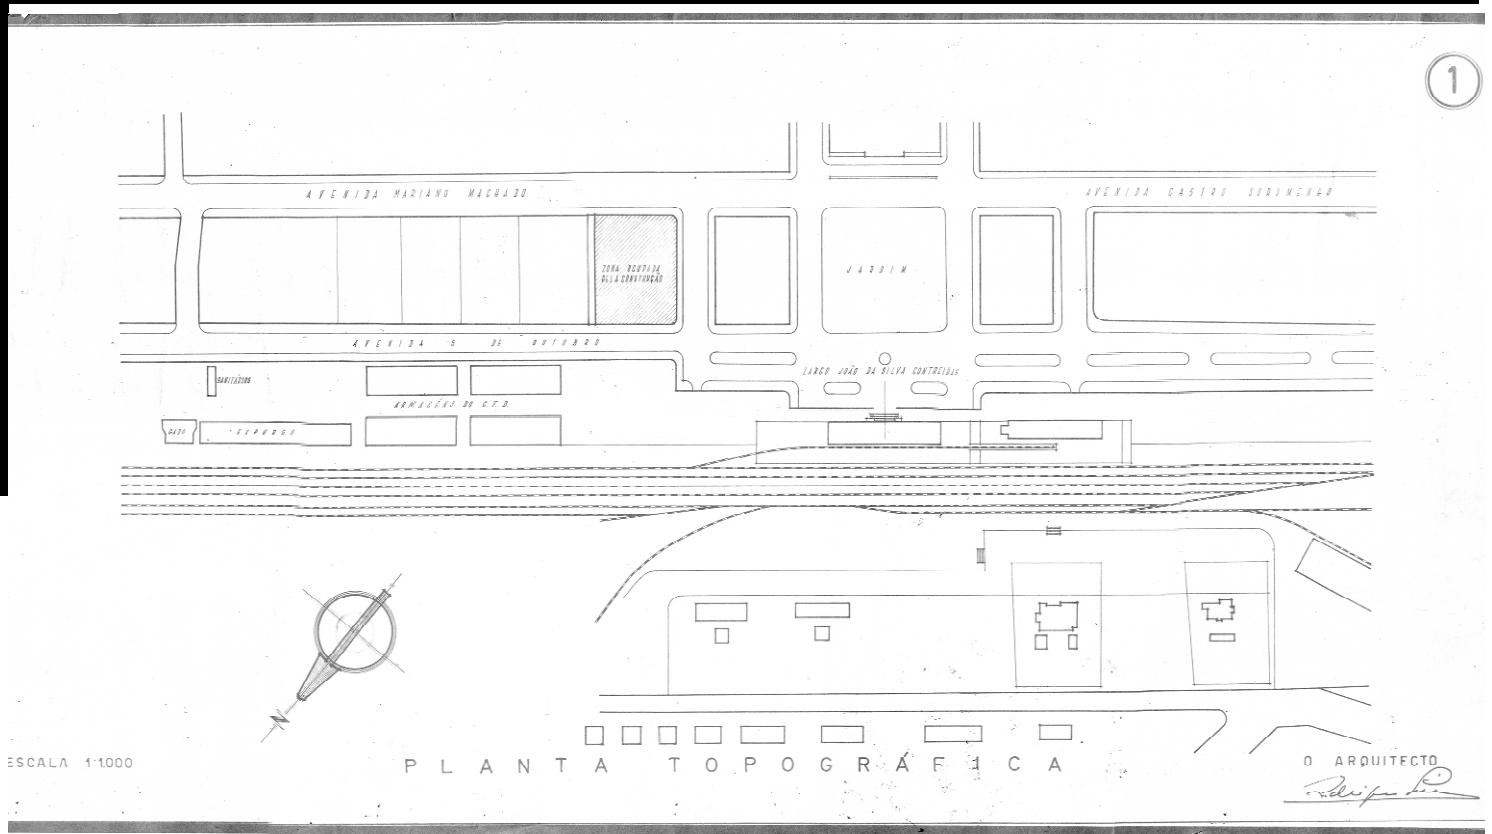 1
AVENIDA MARIANO MACHADO
AVENIDA CASTRO SOROMENHO
ZONA OCUPADA
PELA CONSTRUÇÃO
JARDIM
AVENIDA 5 DE OUTUBRO
LARGO JOÃO DA SILVA CONTREIRAS
SANITÁRIOS
ARMAZÉNS DO C.F.B.
GADO
N
ESCALA 1:1.000
PLANTA TOPOGRÁFICA
O ARQUITECTO